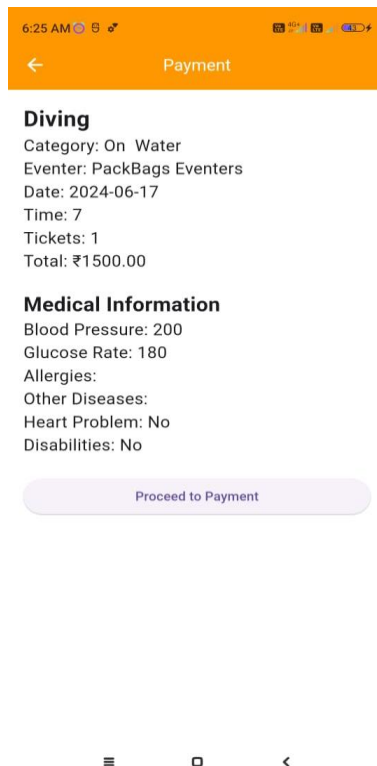 6:25 AM
Payment
Diving
Category: On Water
Eventer: PackBags Eventers
Date: 2024-06-17
Time: 7
Tickets: 1
Total: ₹1500.00
Medical Information
Blood Pressure: 200
Glucose Rate: 180
Allergies:
Other Diseases:
Heart Problem: No
Disabilities: No
Proceed to Payment